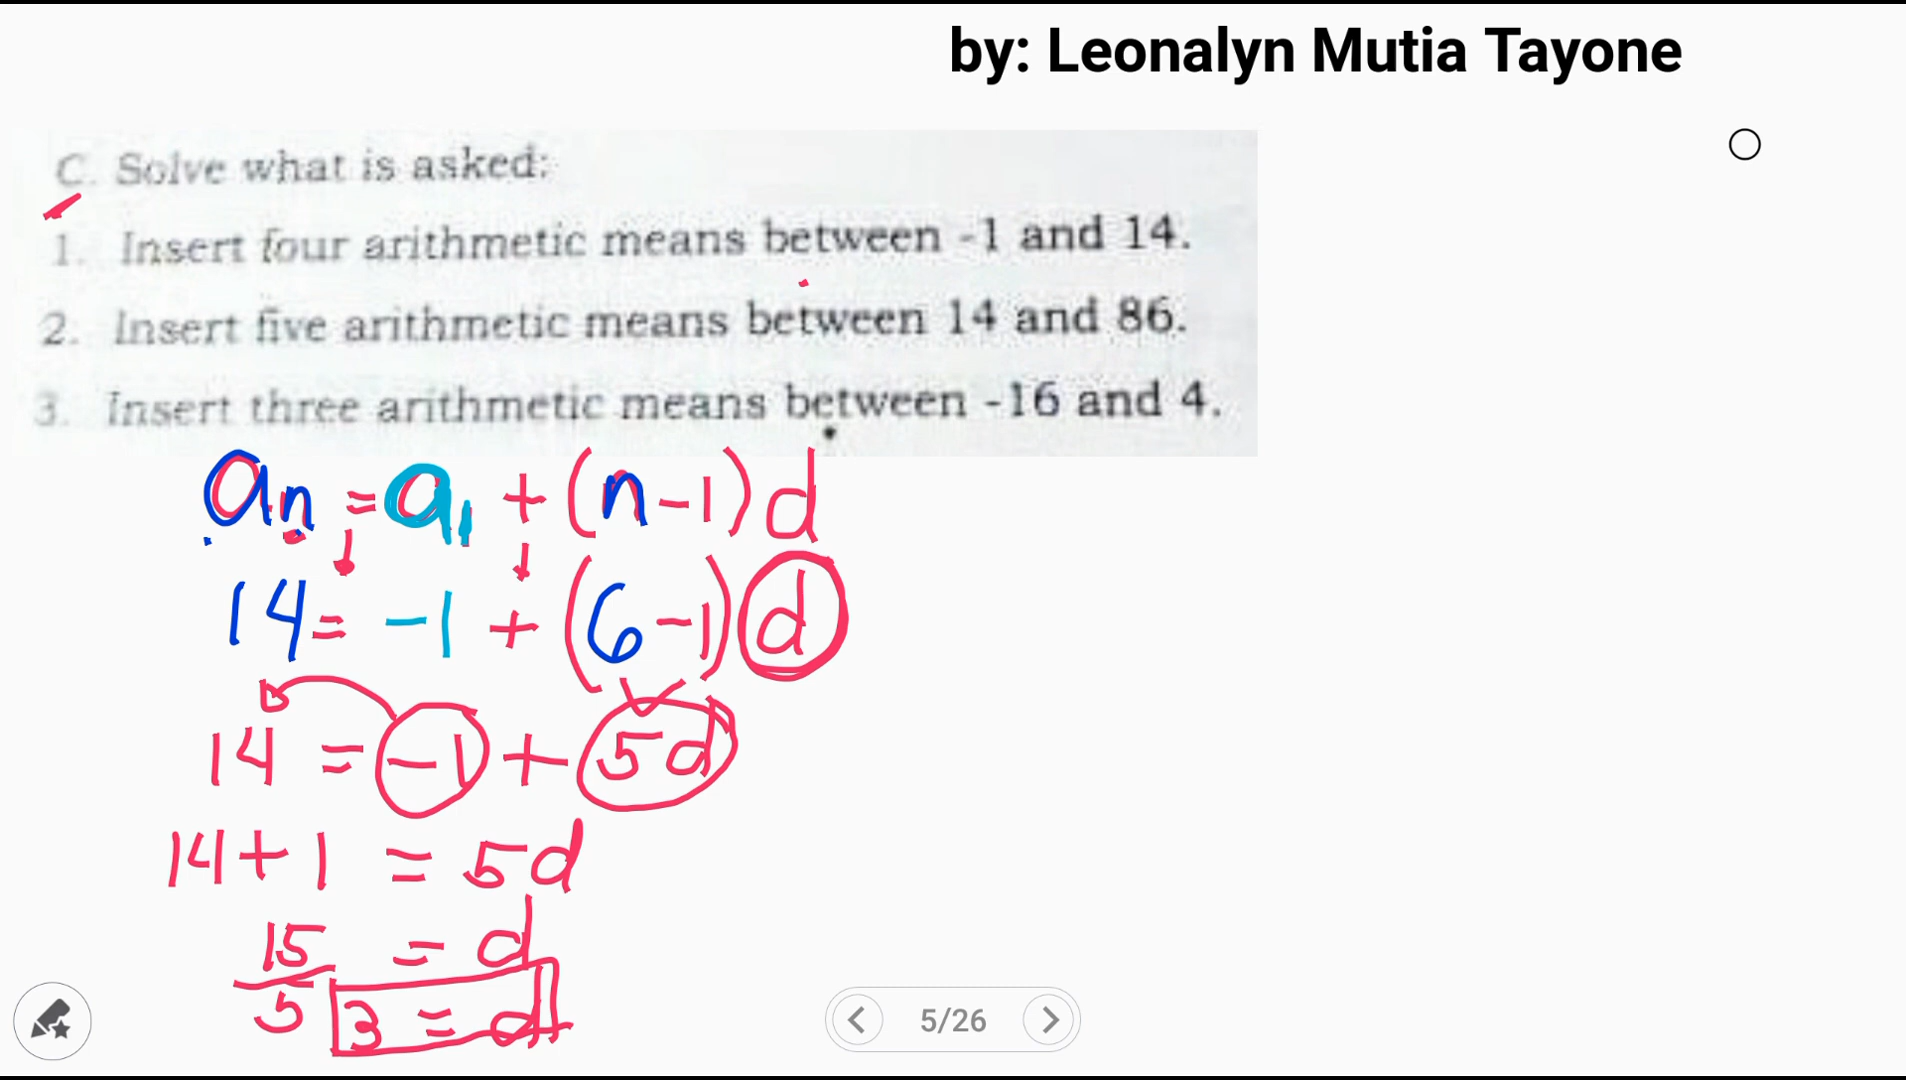 by: Leonalyn Mutia Tayone
C. Solve what is asked:
1. Insert four arithmetic means between -1 and 14.
2. Insert five arithmetic means between 14 and 86.
3. Insert three arithmetic means between -16 and 4.
an = a1 + (n-1)d
14 = -1 + (6-1)d
14 = -1 + 5d
14+1 = 5d
15/5 = d
3 = d
5/26